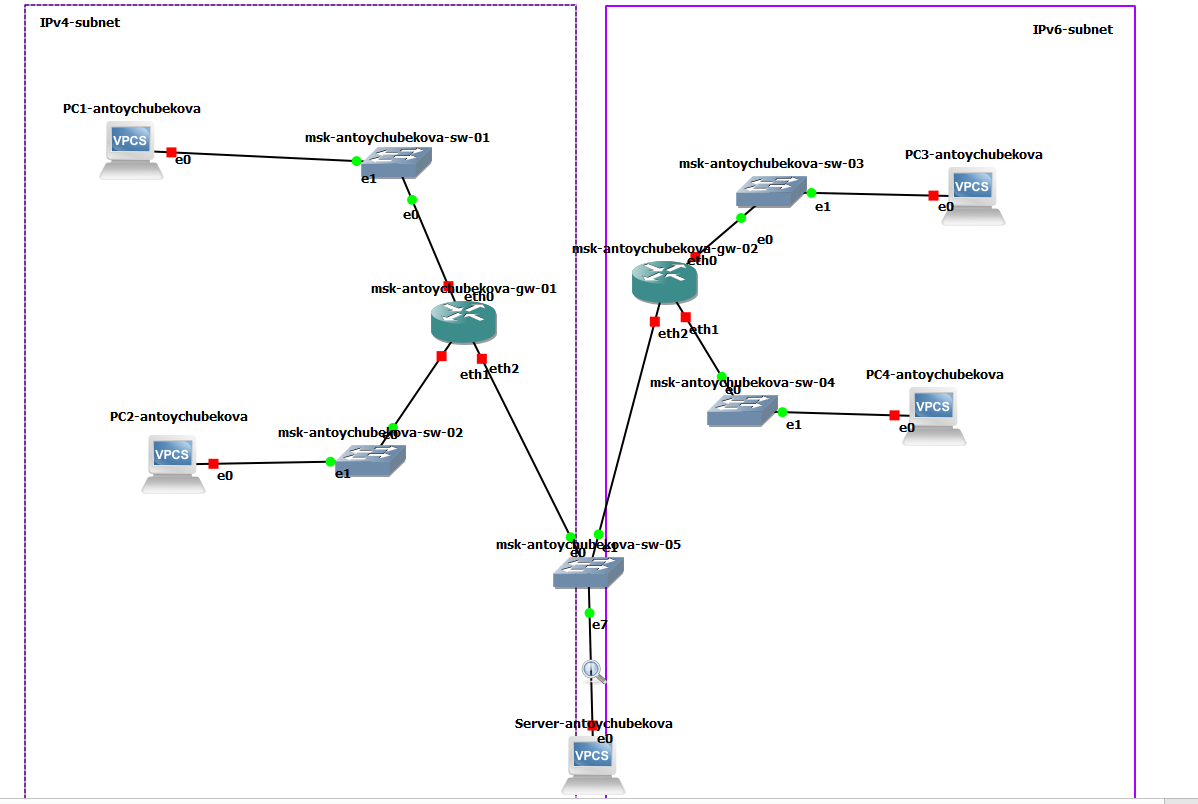 IPv4-subnet
IPv6-subnet
PC1-antoychubekova
VPCS
e0
msk-antoychubekova-sw-01
e1
e0
msk-antoychubekova-gw-01
eth0
eth1
eth2
PC2-antoychubekova
VPCS
e0
msk-antoychubekova-sw-02
e0
e1
msk-antoychubekova-sw-03
e1
e0
PC3-antoychubekova
VPCS
e0
msk-antoychubekova-gw-02
eth0
eth2
eth1
msk-antoychubekova-sw-04
e0
e1
PC4-antoychubekova
VPCS
e0
msk-antoychubekova-sw-05
e0
e1
e7
Server-antoychubekova
e0
VPCS